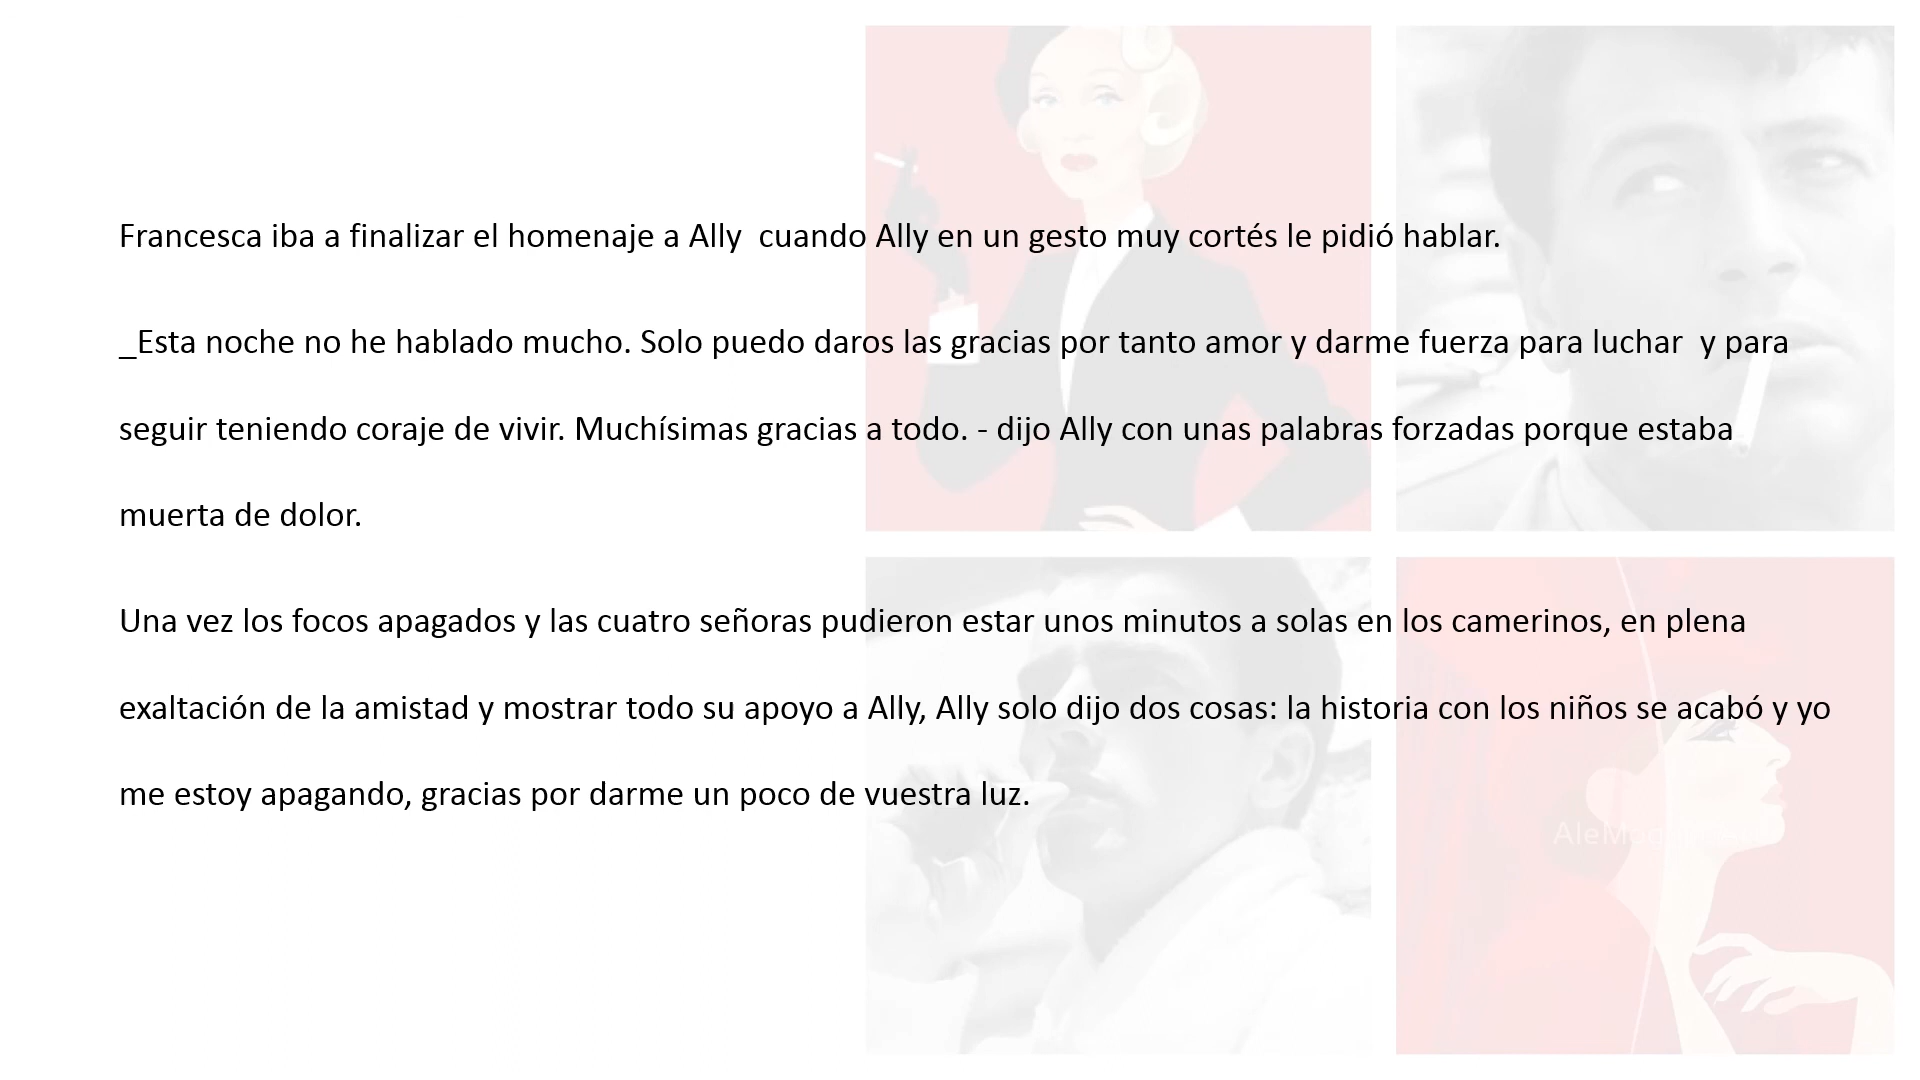 Francesca iba a finalizar el homenaje a Ally  cuando Ally en un gesto muy cortés le pidió hablar.
_Esta noche no he hablado mucho. Solo puedo daros las gracias por tanto amor y darme fuerza para luchar  y para
seguir teniendo coraje de vivir. Muchísimas gracias a todo. - dijo Ally con unas palabras forzadas porque estaba
muerta de dolor.
Una vez los focos apagados y las cuatro señoras pudieron estar unos minutos a solas en los camerinos, en plena
exaltación de la amistad y mostrar todo su apoyo a Ally, Ally solo dijo dos cosas: la historia con los niños se acabó y yo
me estoy apagando, gracias por darme un poco de vuestra luz.